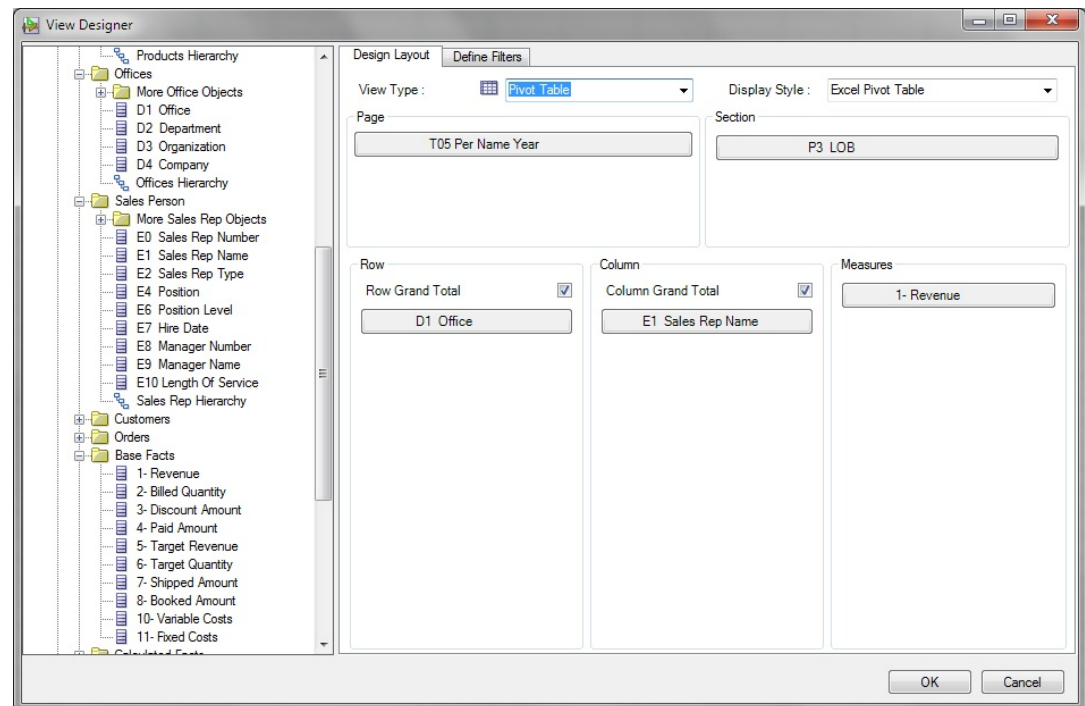 View Designer
Products Hierarchy
Offices
More Office Objects
D1 Office
D2 Department
D3 Organization
D4 Company
Offices Hierarchy
Sales Person
More Sales Rep Objects
E0 Sales Rep Number
E1 Sales Rep Name
E2 Sales Rep Type
E4 Position
E6 Position Level
E7 Hire Date
E8 Manager Number
E9 Manager Name
E10 Length Of Service
Sales Rep Hierarchy
Customers
Orders
Base Facts
1- Revenue
2- Billed Quantity
3- Discount Amount
4- Paid Amount
5- Target Revenue
6- Target Quantity
7- Shipped Amount
8- Booked Amount
10- Variable Costs
11- Fixed Costs
Calculated Facts
Design Layout Define Filters
View Type : Pivot Table Display Style : Excel Pivot Table
Page Section
T05 Per Name Year P3 LOB
Row Column Measures
Row Grand Total Column Grand Total 1- Revenue
D1 Office E1 Sales Rep Name
OK Cancel